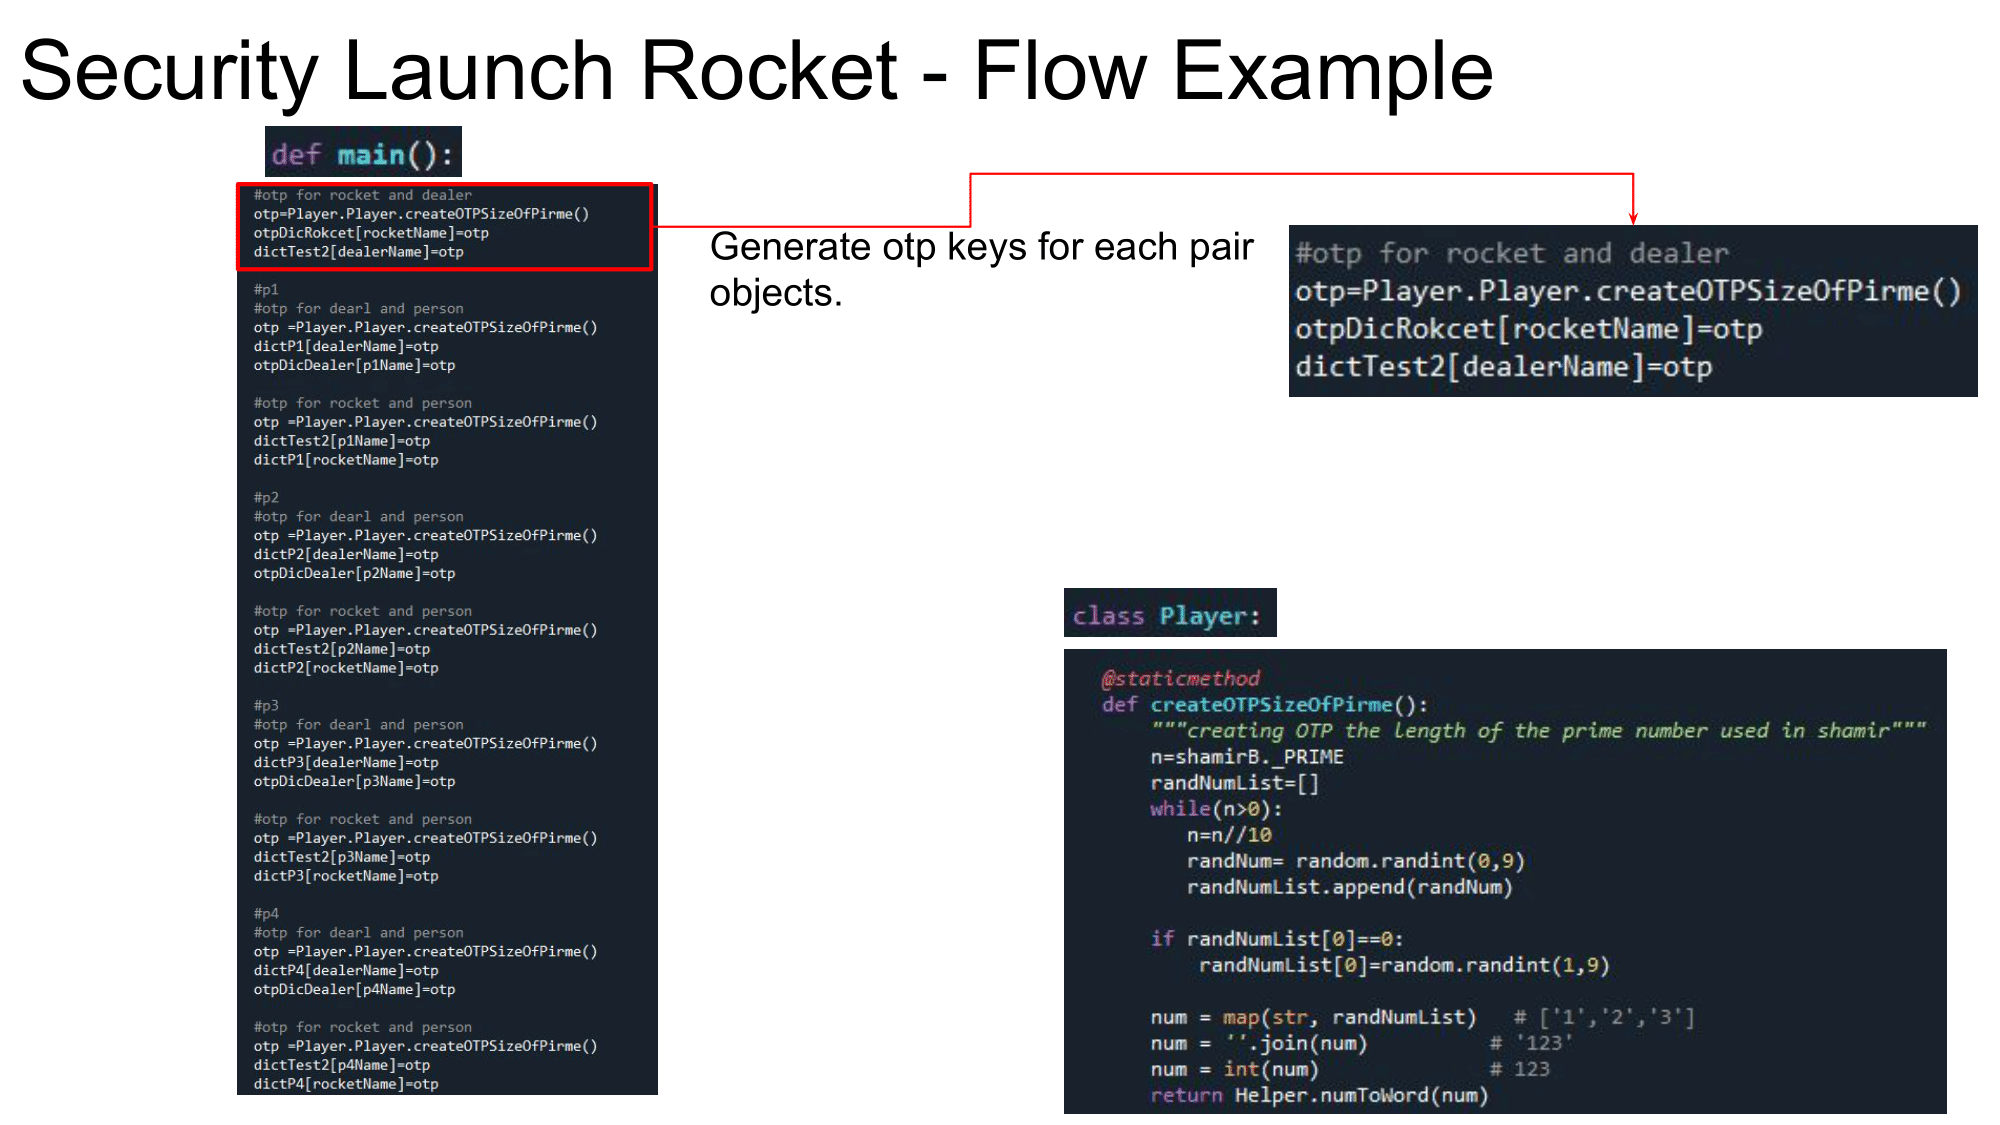 Security Launch Rocket - Flow Example
def main():
#otp for rocket and dealer
otp=Player.Player.createOTPSizeOfPirme()
otpDicRokcet[rocketName]=otp
dictTest2[dealerName]=otp
#p1
#otp for dearl and person
otp =Player.Player.createOTPSizeOfPirme()
dictP1[dealerName]=otp
otpDicDealer[p1Name]=otp
#otp for rocket and person
otp =Player.Player.createOTPSizeOfPirme()
dictTest2[p1Name]=otp
dictP1[rocketName]=otp
#p2
#otp for dearl and person
otp =Player.Player.createOTPSizeOfPirme()
dictP2[dealerName]=otp
otpDicDealer[p2Name]=otp
#otp for rocket and person
otp =Player.Player.createOTPSizeOfPirme()
dictTest2[p2Name]=otp
dictP2[rocketName]=otp
#p3
#otp for dearl and person
otp =Player.Player.createOTPSizeOfPirme()
dictP3[dealerName]=otp
otpDicDealer[p3Name]=otp
#otp for rocket and person
otp =Player.Player.createOTPSizeOfPirme()
dictTest2[p3Name]=otp
dictP3[rocketName]=otp
#p4
#otp for dearl and person
otp =Player.Player.createOTPSizeOfPirme()
dictP4[dealerName]=otp
otpDicDealer[p4Name]=otp
#otp for rocket and person
otp =Player.Player.createOTPSizeOfPirme()
dictTest2[p4Name]=otp
dictP4[rocketName]=otp
Generate otp keys for each pair
objects.
#otp for rocket and dealer
otp=Player.Player.createOTPSizeOfPirme()
otpDicRokcet[rocketName]=otp
dictTest2[dealerName]=otp
class Player:
@staticmethod
def createOTPSizeOfPirme():
"""creating OTP the length of the prime number used in shamir"""
n=shamirB._PRIME
randNumList=[]
while(n>0):
n=n//10
randNum= random.randint(0,9)
randNumList.append(randNum)
if randNumList[0]==0:
randNumList[0]=random.randint(1,9)
num = map(str, randNumList) # ['1','2','3']
num = ''.join(num) # '123'
num = int(num) # 123
return Helper.numToWord(num)